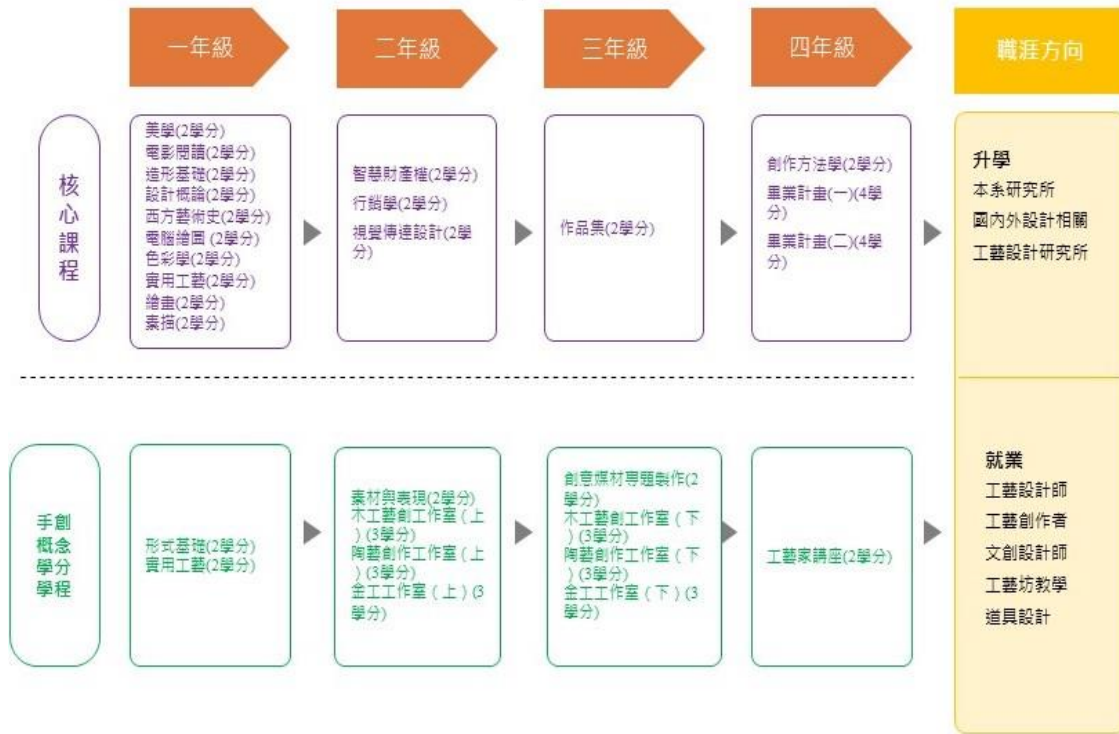 一年級
二年級
三年級
四年級
職涯方向
核
心
課
程
美學(2學分)
電影閱讀(2學分)
造形基礎(2學分)
設計概論(2學分)
西方藝術史(2學分)
電腦繪圖 (2學分)
色彩學(2學分)
實用工藝(2學分)
繪畫(2學分)
素描(2學分)
智慧財產權(2學分)
行銷學(2學分)
視覺傳達設計(2學
分)
作品集(2學分)
創作方法學(2學分)
畢業計畫(一)(4學
分)
畢業計畫(二)(4學
分)
升學
本系研究所
國內外設計相關
工藝設計研究所
手創
概念
學分
學程
形式基礎(2學分)
實用工藝(2學分)
素材與表現(2學分)
木工藝創工作室（上
）(3學分)
陶藝創作工作室（上
）(3學分)
金工工作室（上）(3
學分)
創意媒材專題製作(2
學分)
木工藝創工作室（下
）(3學分)
陶藝創作工作室（下
）(3學分)
金工工作室（下）(3
學分)
工藝家講座(2學分)
就業
工藝設計師
工藝創作者
文創設計師
工藝坊教學
道具設計